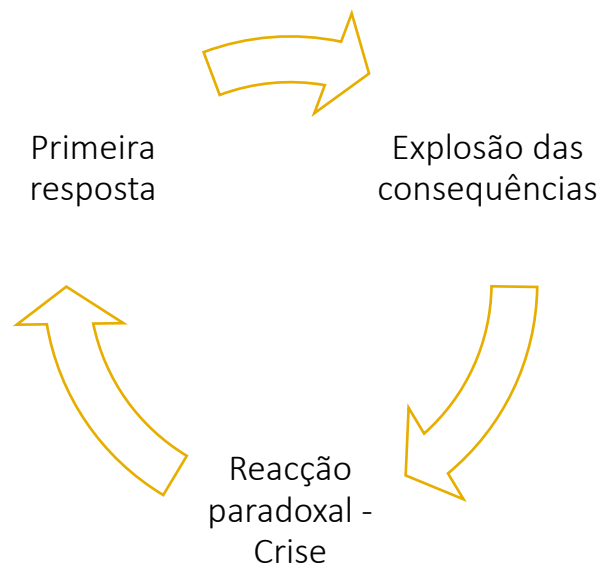 Primeira
resposta
Explosão das
consequências
Reacção
paradoxal -
Crise